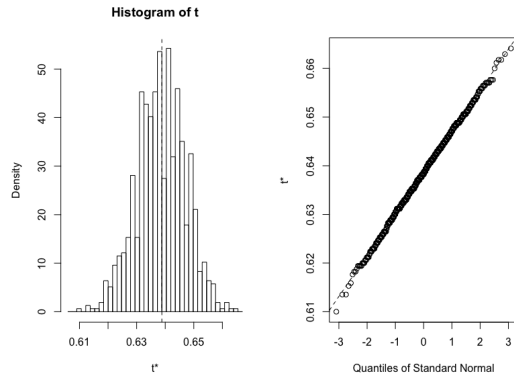 Histogram of t
Density
0 10 20 30 40 50
0.61 0.63 0.65
t*
t*
0.61 0.62 0.63 0.64 0.65 0.66
-3 -2 -1 0 1 2 3
Quantiles of Standard Normal